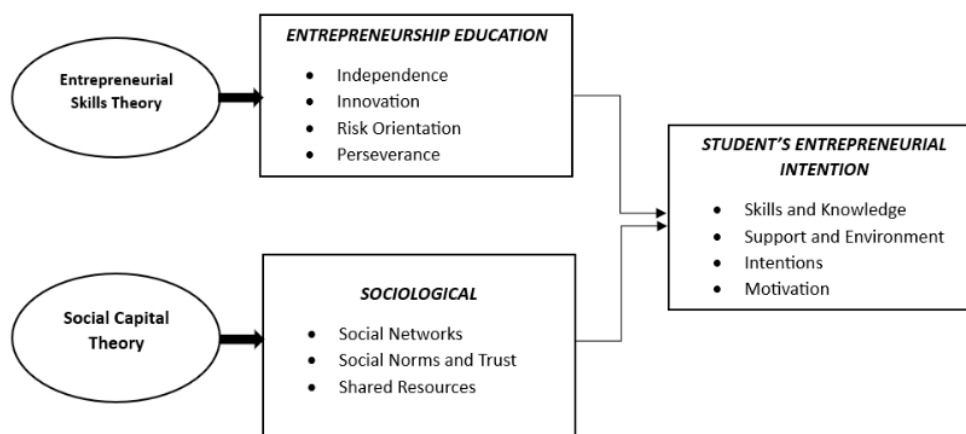 Entrepreneurial
Skills Theory
ENTREPRENEURSHIP EDUCATION
• Independence
• Innovation
• Risk Orientation
• Perseverance
Social Capital
Theory
SOCIOLOGICAL
• Social Networks
• Social Norms and Trust
• Shared Resources
STUDENT’S ENTREPRENEURIAL
INTENTION
• Skills and Knowledge
• Support and Environment
• Intentions
• Motivation